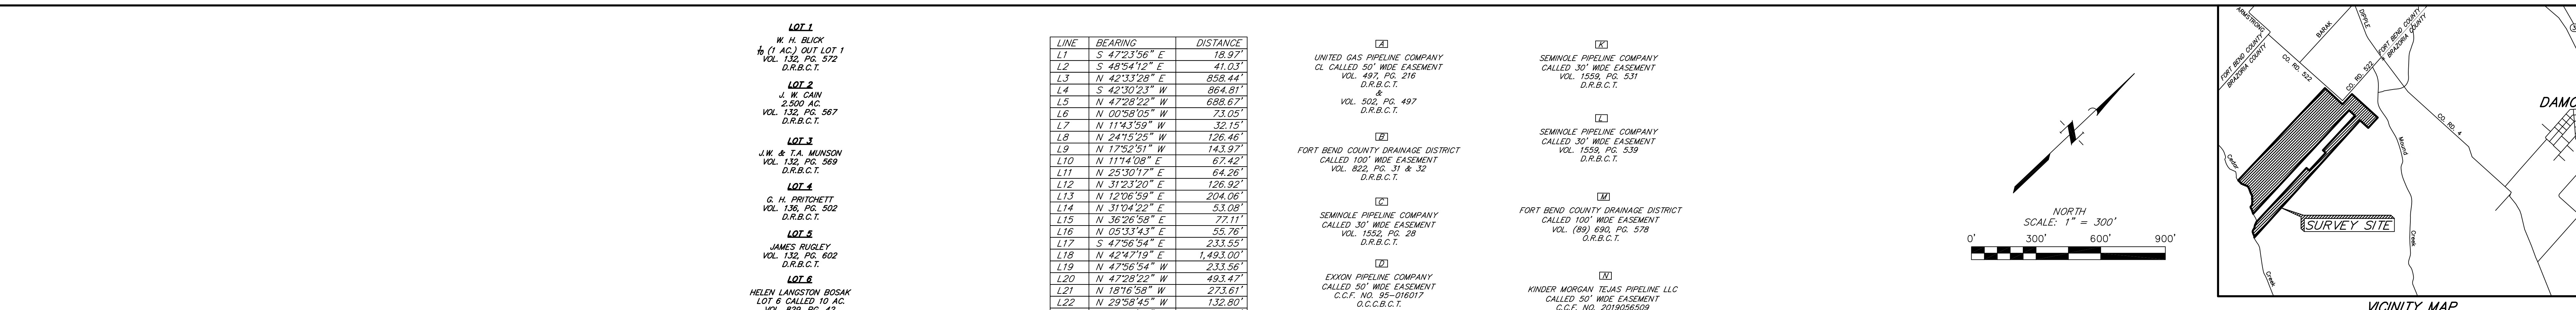 LOT 1
W. H. BLICK
1/10 (1 AC.) OUT LOT 1
VOL. 132, PG. 572
D.R.B.C.T.
LOT 2
J. W. CAIN
2.500 AC.
VOL. 132, PG. 567
D.R.B.C.T.
LOT 3
J.W. & T.A. MUNSON
VOL. 132, PG. 569
D.R.B.C.T.
LOT 4
G. H. PRITCHETT
VOL. 136, PG. 502
D.R.B.C.T.
LOT 5
JAMES RUGLEY
VOL. 132, PG. 602
D.R.B.C.T.
LOT 6
HELEN LANGSTON BOSAK
LOT 6 CALLED 10 AC.
VOL. 829, PG. 42
LINE BEARING DISTANCE
L1 S 47°23'56" E 18.97'
L2 S 48°54'12" E 41.03'
L3 N 42°33'28" E 858.44'
L4 S 42°30'23" W 864.81'
L5 N 47°28'22" W 688.67'
L6 N 00°58'05" W 73.05'
L7 N 11°43'59" W 32.15'
L8 N 24°15'25" W 126.46'
L9 N 17°52'51" W 143.97'
L10 N 11°14'08" E 67.42'
L11 N 25°30'17" E 64.26'
L12 N 31°23'20" E 126.92'
L13 N 12°06'59" E 204.06'
L14 N 31°04'22" E 53.08'
L15 N 36°26'58" E 77.11'
L16 N 05°33'43" E 55.76'
L17 S 47°56'54" E 233.55'
L18 N 42°47'19" E 1,493.00'
L19 N 47°56'54" W 233.56'
L20 N 47°28'22" W 493.47'
L21 N 18°16'58" W 273.61'
L22 N 29°58'45" W 132.80'
A
UNITED GAS PIPELINE COMPANY
CL CALLED 50' WIDE EASEMENT
VOL. 497, PG. 216
D.R.B.C.T.
&
VOL. 502, PG. 497
D.R.B.C.T.
B
FORT BEND COUNTY DRAINAGE DISTRICT
CALLED 100' WIDE EASEMENT
VOL. 822, PG. 31 & 32
D.R.B.C.T.
C
SEMINOLE PIPELINE COMPANY
CALLED 30' WIDE EASEMENT
VOL. 1552, PG. 28
D.R.B.C.T.
D
EXXON PIPELINE COMPANY
CALLED 50' WIDE EASEMENT
C.C.F. NO. 95-016017
O.C.C.B.C.T.
K
SEMINOLE PIPELINE COMPANY
CALLED 30' WIDE EASEMENT
VOL. 1559, PG. 531
D.R.B.C.T.
L
SEMINOLE PIPELINE COMPANY
CALLED 30' WIDE EASEMENT
VOL. 1559, PG. 539
D.R.B.C.T.
M
FORT BEND COUNTY DRAINAGE DISTRICT
CALLED 100' WIDE EASEMENT
VOL. (89) 690, PG. 578
O.R.B.C.T.
N
KINDER MORGAN TEJAS PIPELINE LLC
CALLED 50' WIDE EASEMENT
C.C.F. NO. 2019056509
NORTH
SCALE: 1" = 300'
0' 300' 600' 900'
ARMSTRONG
BARAK
DIPPLE
FORT BEND COUNTY
BRAZORIA COUNTY
FORT BEND COUNTY
BRAZORIA COUNTY
CO. RD. 522
CO. RD. 522
CO. RD. 4
DAMO
Mound
Creek
Cedar
Creek
SURVEY SITE
VICINITY MAP